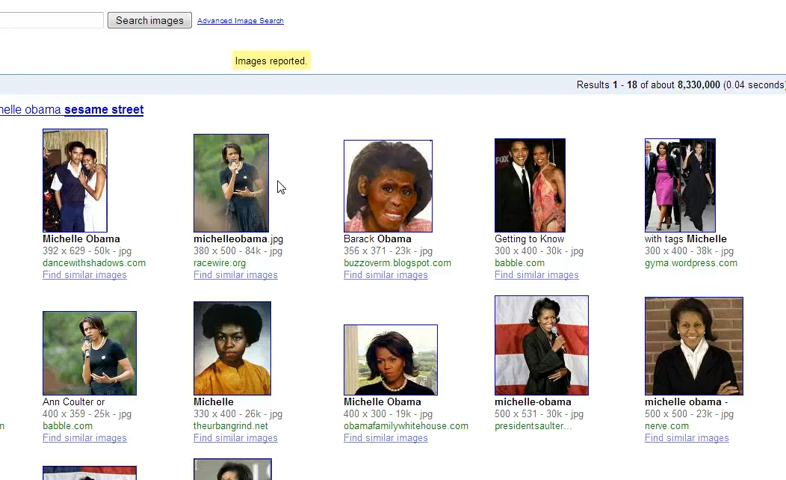 Search images
Advanced Image Search
Images reported.
Results 1 - 18 of about 8,330,000 (0.04 seconds)
obama sesame street
Michelle Obama
392 x 629 - 50k - jpg
dancewithshadows.com
Find similar images
michelleobama.jpg
380 x 500 - 84k - jpg
racewire.org
Find similar images
Barack Obama
356 x 371 - 23k - jpg
buzzoverm.blogspot.com
Find similar images
Getting to Know
300 x 400 - 30k - jpg
babble.com
Find similar images
with tags Michelle
300 x 400 - 38k - jpg
gyma.wordpress.com
Ann Coulter or
400 x 359 - 25k - jpg
babble.com
Find similar images
Michelle
330 x 400 - 26k - jpg
theurbangrind.net
Find similar images
Michelle Obama
400 x 300 - 19k - jpg
obamafamilywhitehouse.com
Find similar images
michelle-obama
500 x 531 - 30k - jpg
presidentsaulter...
Find similar images
michelle obama -
500 x 500 - 23k - jpg
nerve.com
Find similar images